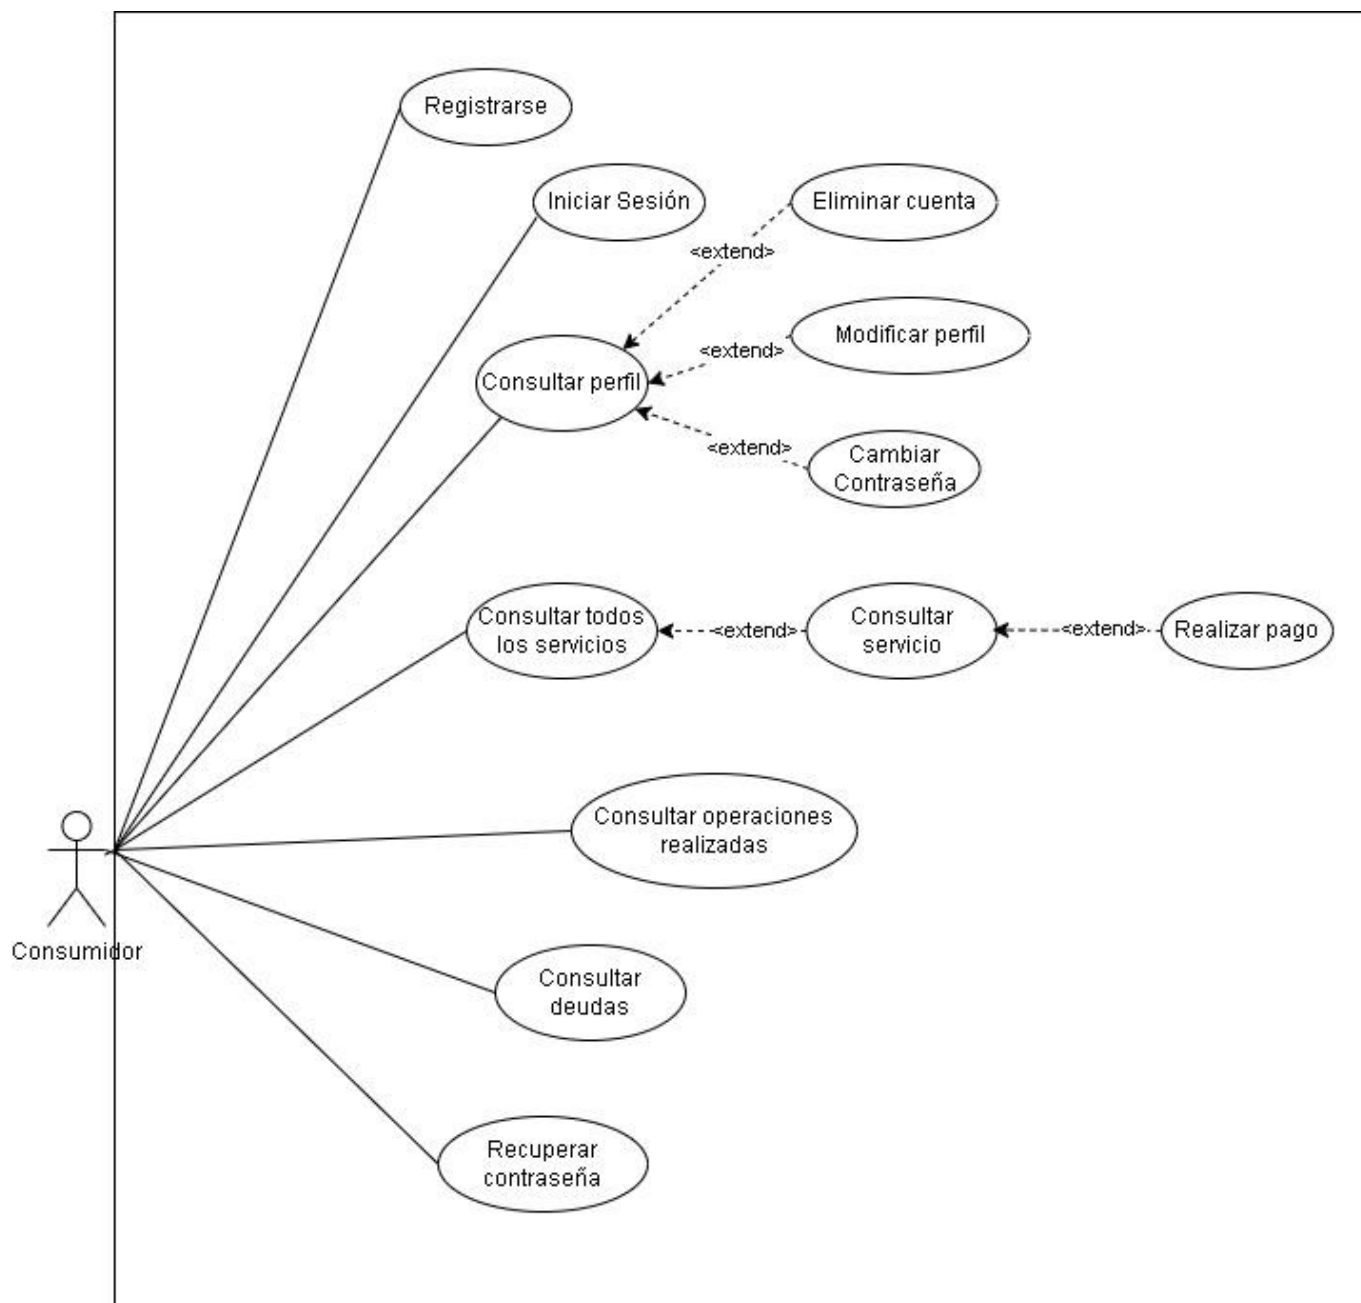 Registrarse
Iniciar Sesión
Eliminar cuenta
<extend>
Modificar perfil
<extend>
Consultar perfil
<extend>
Cambiar
Contraseña
Consultar todos
los servicios
<extend>
Consultar
servicio
<extend>
Realizar pago
Consultar operaciones
realizadas
Consumidor
Consultar
deudas
Recuperar
contraseña